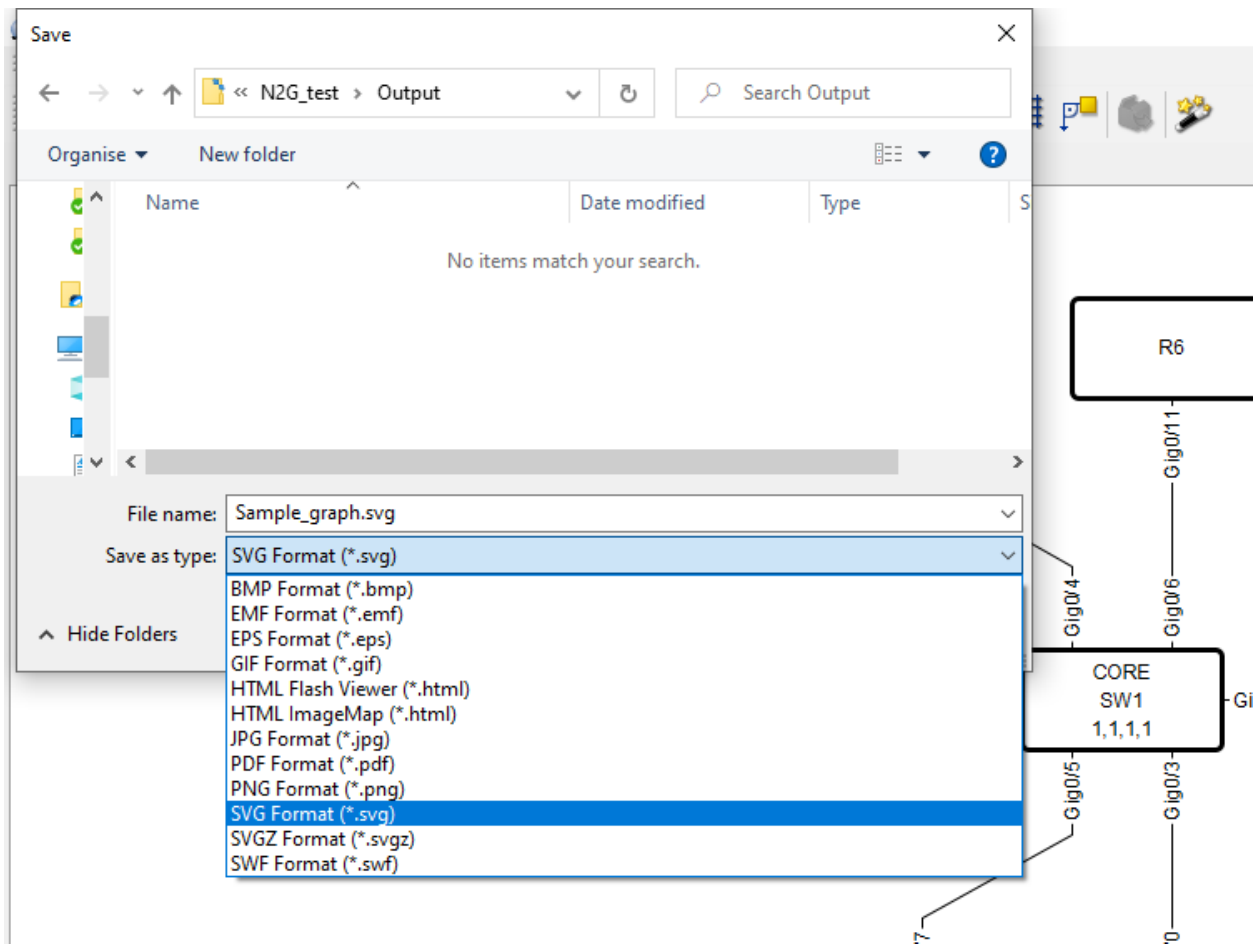 Save
« N2G_test > Output
Search Output
Organise
New folder
Name
Date modified
Type
S
No items match your search.
File name: Sample_graph.svg
Save as type: SVG Format (*.svg)
BMP Format (*.bmp)
EMF Format (*.emf)
EPS Format (*.eps)
GIF Format (*.gif)
HTML Flash Viewer (*.html)
HTML ImageMap (*.html)
JPG Format (*.jpg)
PDF Format (*.pdf)
PNG Format (*.png)
SVG Format (*.svg)
SVGZ Format (*.svgz)
SWF Format (*.swf)
Hide Folders
R6
Gig0/11
Gig0/4
Gig0/6
CORE
SW1
1,1,1,1
Gi
Gig0/5
Gig0/3